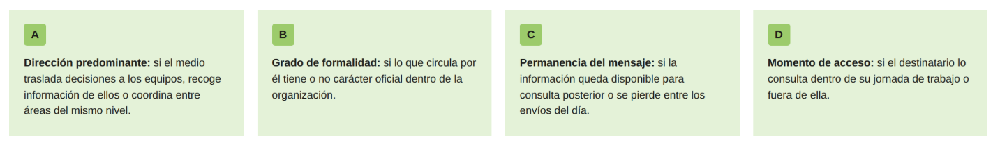 A
Dirección predominante: si el medio
traslada decisiones a los equipos, recoge
información de ellos o coordina entre
áreas del mismo nivel.
B
Grado de formalidad: si lo que circula por
él tiene o no carácter oficial dentro de la
organización.
C
Permanencia del mensaje: si la
información queda disponible para
consulta posterior o se pierde entre los
envíos del día.
D
Momento de acceso: si el destinatario lo
consulta dentro de su jornada de trabajo o
fuera de ella.